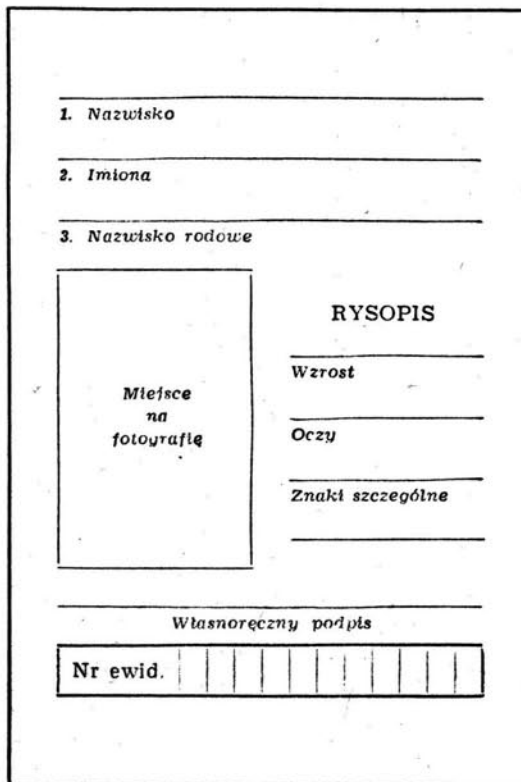 1. Nazwisko
2. Imiona
3. Nazwisko rodowe
RYSOPIS
Wzrost
Miejsce
na
fotografię
Oczy
Znaki szczególne
Własnoręczny podpis
Nr ewid.